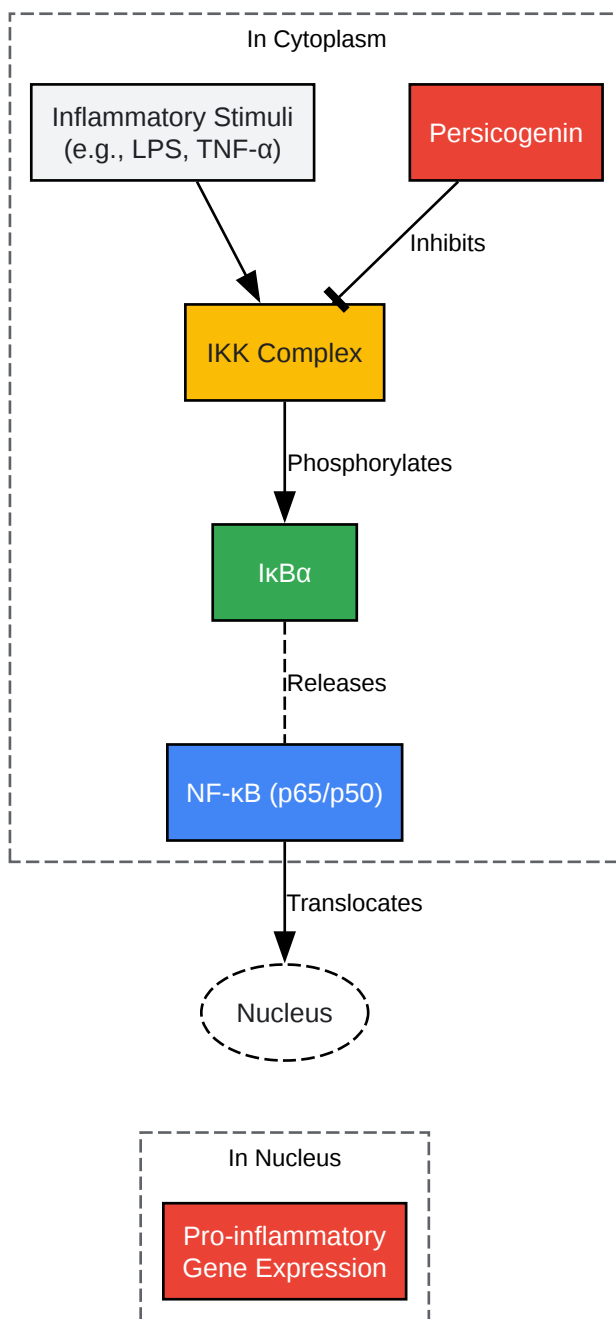 In Cytoplasm
Inflammatory Stimuli
(e.g., LPS, TNF-α)
Persicogenin
Inhibits
IKK Complex
Phosphorylates
IκBα
Releases
NF-κB (p65/p50)
Translocates
Nucleus
In Nucleus
Pro-inflammatory
Gene Expression